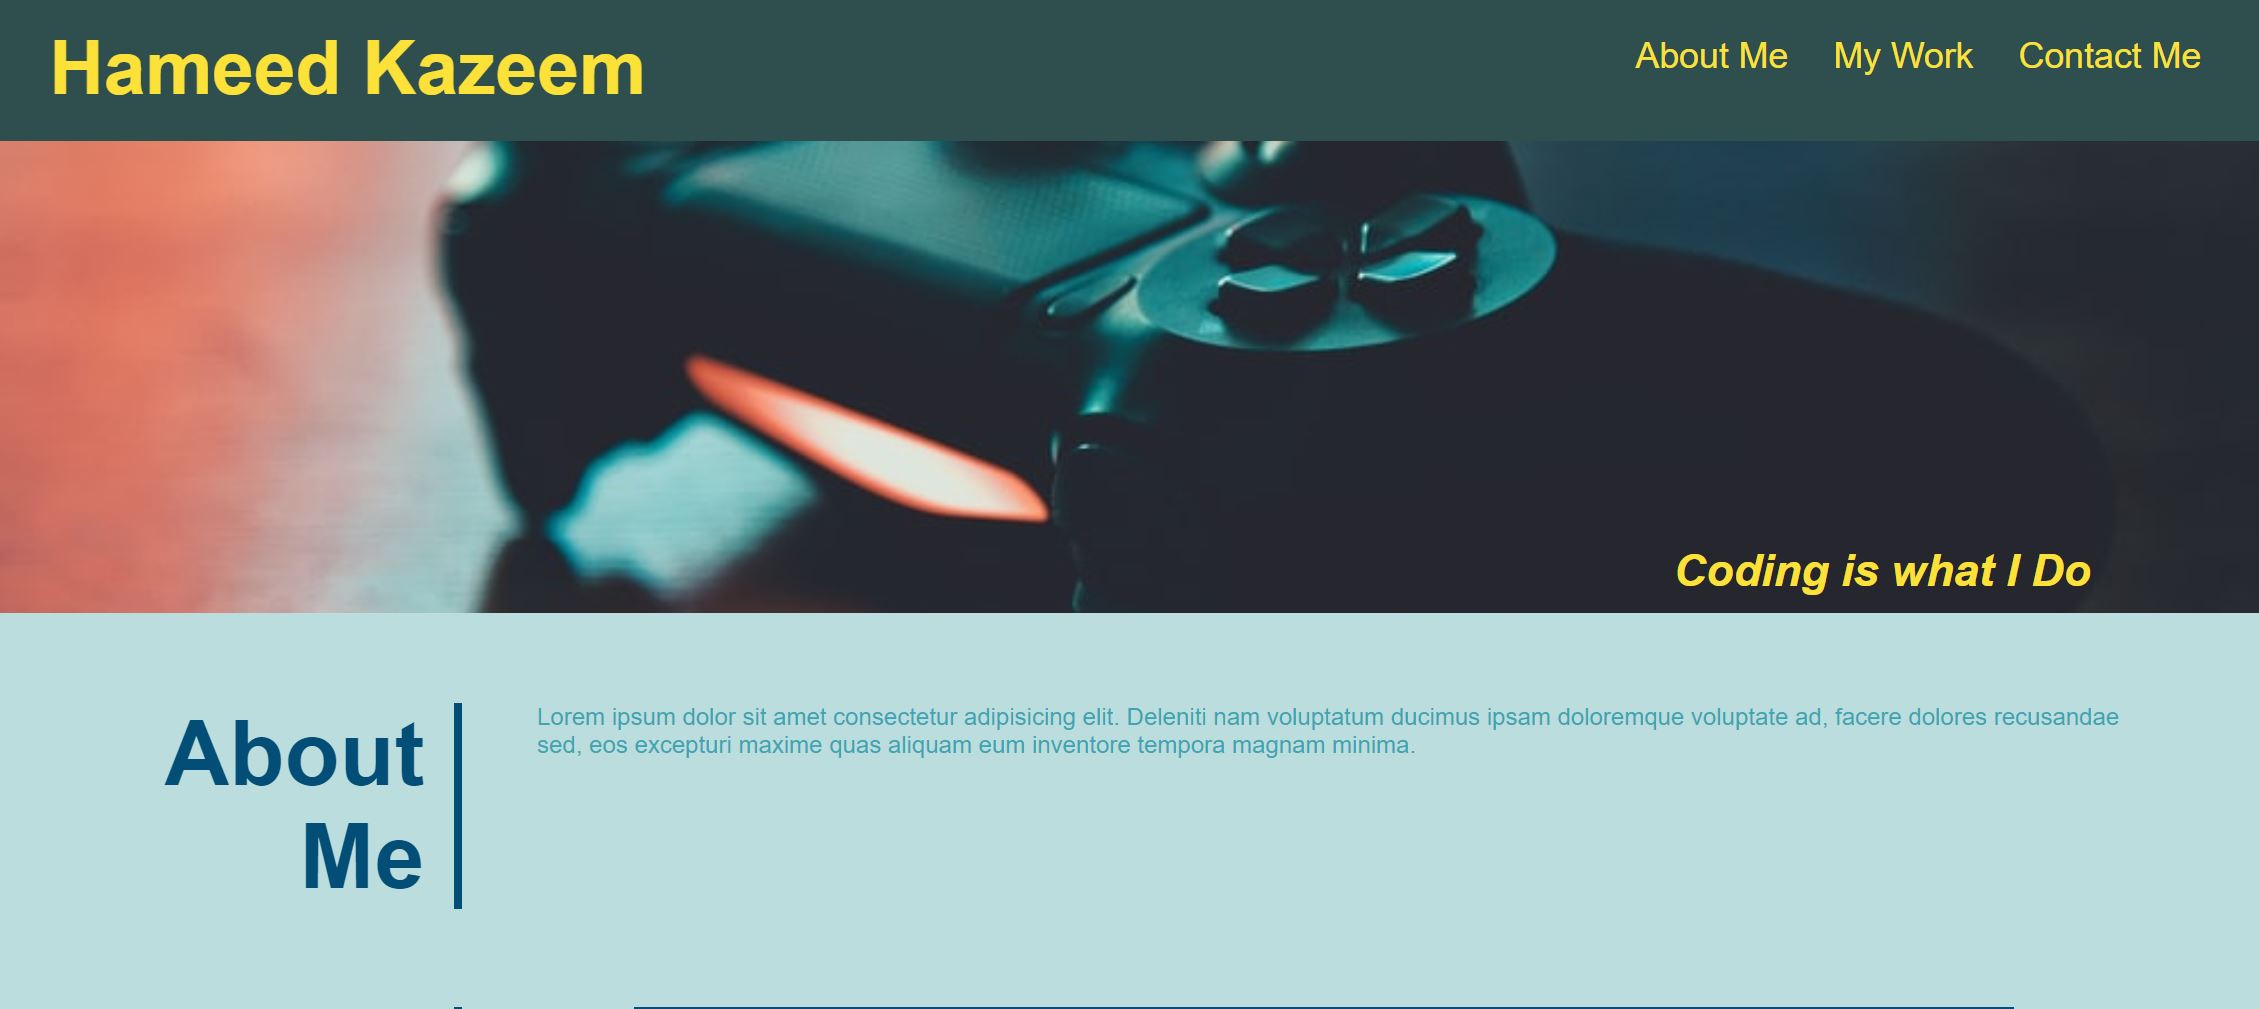 Hameed Kazeem
About Me My Work Contact Me
Coding is what I Do
About
Me
Lorem ipsum dolor sit amet consectetur adipisicing elit. Deleniti nam voluptatum ducimus ipsam doloremque voluptate ad, facere dolores recusandae
sed, eos excepturi maxime quas aliquam eum inventore tempora magnam minima.